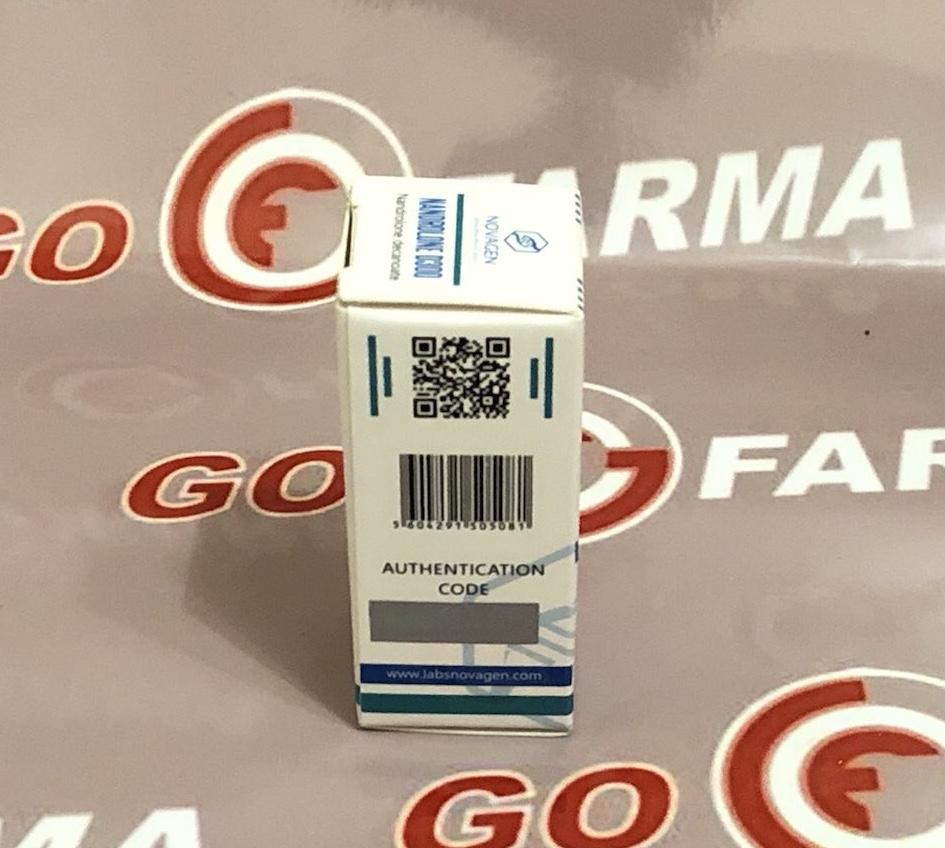 GO FARMA
NOVAGEN
NANDROLONE D300
Nandrolone decanoate
GO FAR
5 604291 505081
AUTHENTICATION
CODE
www.labsnovagen.com
GO
MA